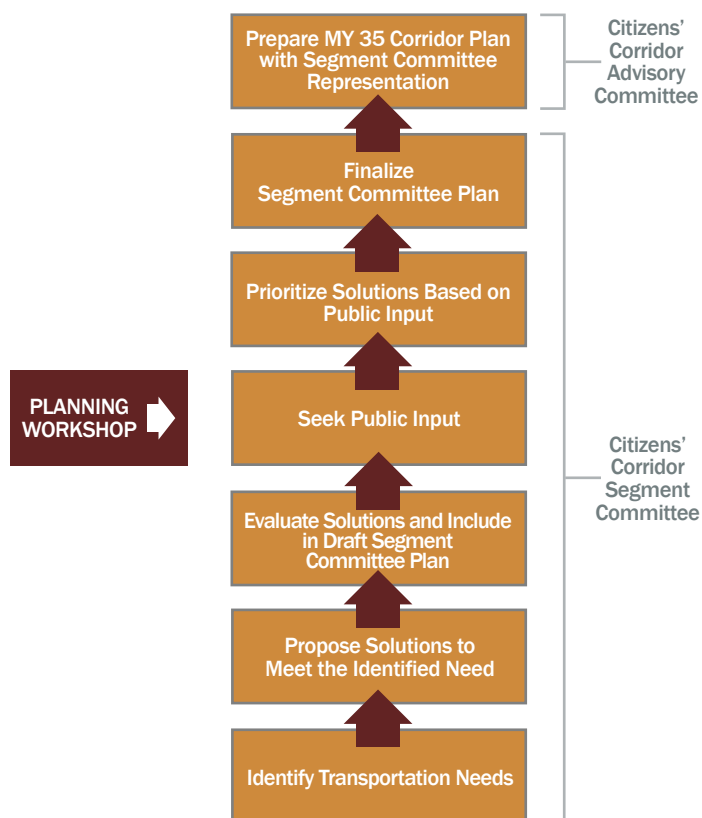 Prepare MY 35 Corridor Plan
with Segment Committee
Representation
Citizens’
Corridor
Advisory
Committee
Finalize
Segment Committee Plan
Prioritize Solutions Based on
Public Input
PLANNING
WORKSHOP
Seek Public Input
Citizens’
Corridor
Segment
Committee
Evaluate Solutions and Include
in Draft Segment
Committee Plan
Propose Solutions to
Meet the Identified Need
Identify Transportation Needs